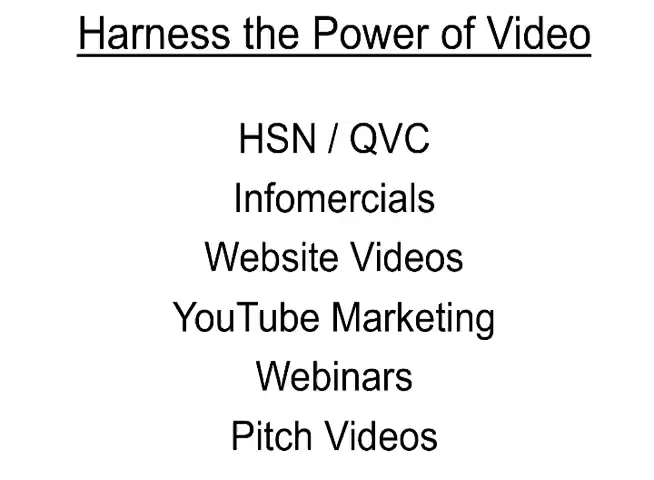 Harness the Power of Video
HSN / QVC
Infomercials
Website Videos
YouTube Marketing
Webinars
Pitch Videos